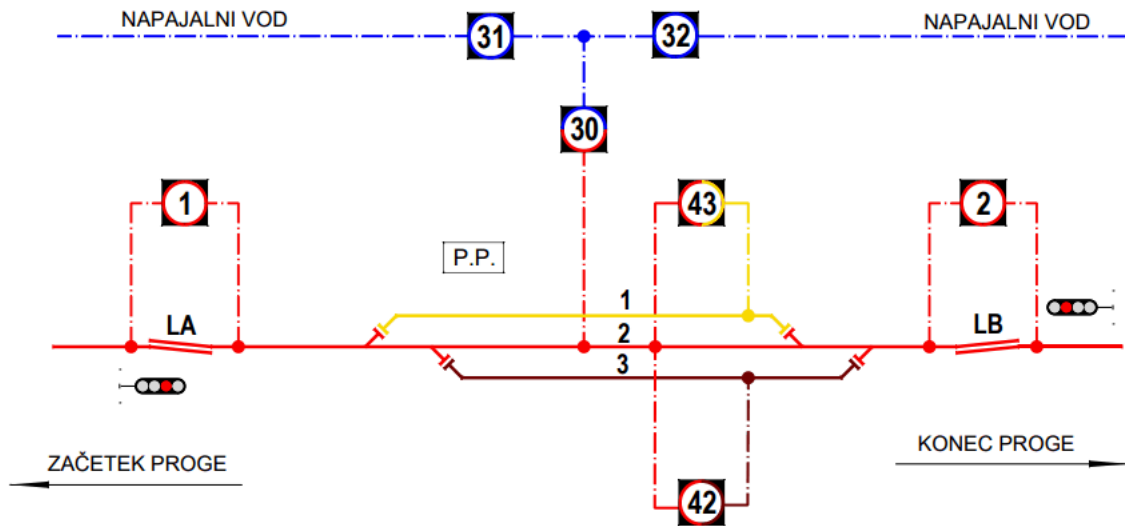 NAPAJALNI VOD
NAPAJALNI VOD
31
32
30
1
43
2
P.P.
1
LA
2
LB
3
ZAČETEK PROGE
KONEC PROGE
42